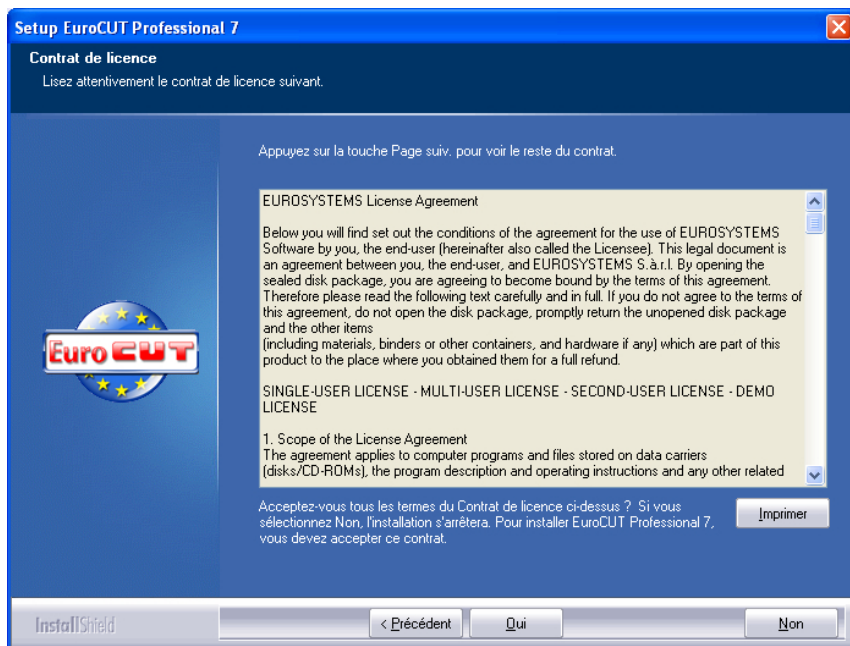 Setup EuroCUT Professional 7
Contrat de licence
Lisez attentivement le contrat de licence suivant.
Appuyez sur la touche Page suiv. pour voir le reste du contrat.
EUROSYSTEMS License Agreement
Below you will find set out the conditions of the agreement for the use of EUROSYSTEMS
Software by you, the end-user (hereinafter also called the Licensee). This legal document is
an agreement between you, the end-user, and EUROSYSTEMS S.à.r.l. By opening the
sealed disk package, you are agreeing to become bound by the terms of this agreement.
Therefore please read the following text carefully and in full. If you do not agree to the terms of
this agreement, do not open the disk package, promptly return the unopened disk package
and the other items
(including materials, binders or other containers, and hardware if any) which are part of this
product to the place where you obtained them for a full refund.
SINGLE-USER LICENSE - MULTI-USER LICENSE - SECOND-USER LICENSE - DEMO
LICENSE
1. Scope of the License Agreement
The agreement applies to computer programs and files stored on data carriers
(disks/CD-ROMs), the program description and operating instructions and any other related
Euro CUT
Acceptez-vous tous les termes du Contrat de licence ci-dessus ? Si vous
sélectionnez Non, l'installation s'arrêtera. Pour installer EuroCUT Professional 7,
vous devez accepter ce contrat.
Imprimer
InstallShield
< Précédent
Oui
Non